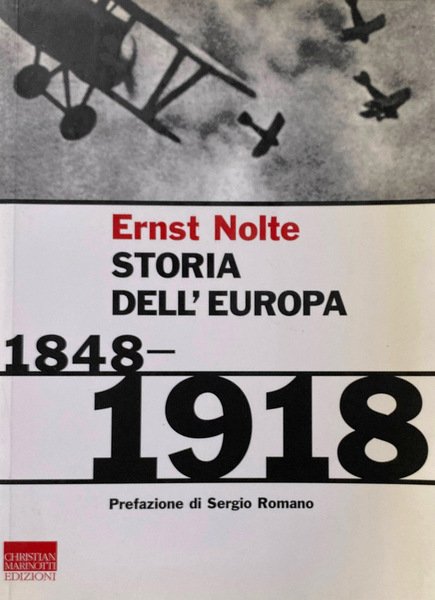 Ernst Nolte
STORIA
DELL'EUROPA
1848–
1918
Prefazione di Sergio Romano
CHRISTIAN
MARINOTTI
EDIZIONI